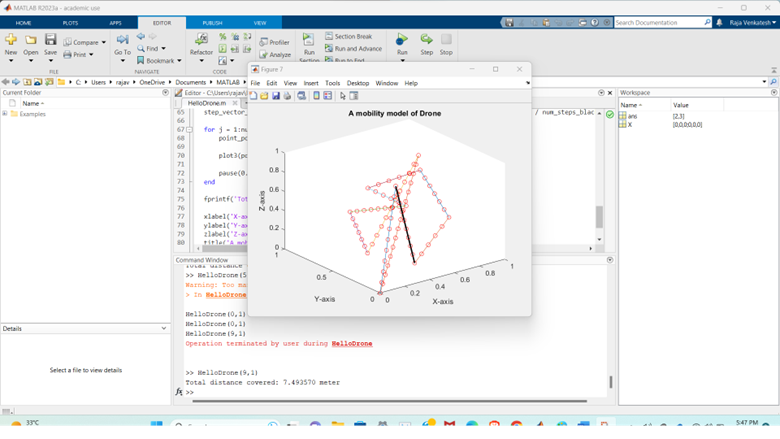 MATLAB R2023a - academic use
HOME PLOTS APPS EDITOR PUBLISH VIEW
Search Documentation
Raja Venkatesh
New Open Save
Compare
Print
Go To
Find
Bookmark
Refactor
Profiler
Analyze
Run Section
Section Break
Run and Advance
Run to End
Run Step Stop
FILE NAVIGATE CODE
C: Users rajav OneDrive Documents MATLAB
Current Folder
Name
Examples
Details
Select a file to view details
Editor - C:\Users\rajav
HelloDrone.m
65 step_vector_ / num_steps_blac
66
67 for j = 1:nu
68 point_po
69
70 plot3(po
71
72 pause(0.
73 end
74
75 fprintf("Tot
76
77 xlabel("X-ax
78 ylabel("Y-ax
79 zlabel("Z-ax
80 title("A mob
Figure 7
File Edit View Insert Tools Desktop Window Help
A mobility model of Drone
Z-axis
1
0.8
0.6
0.4
0.2
0
Y-axis
1
0.5
0
X-axis
0 0.2 0.4 0.6 0.8 1
Workspace
Name Value
ani [2,3]
X [0,0,0;0,0,0]
Command Window
Total distance
>> HelloDrone(5
Warning: Too ma
> In HelloDrone
HelloDrone(0,1)
HelloDrone(0,1)
HelloDrone(9,1)
Operation terminated by user during HelloDrone
>> HelloDrone(9,1)
Total distance covered: 7.493570 meter
fx >>
33°C
5:47 PM